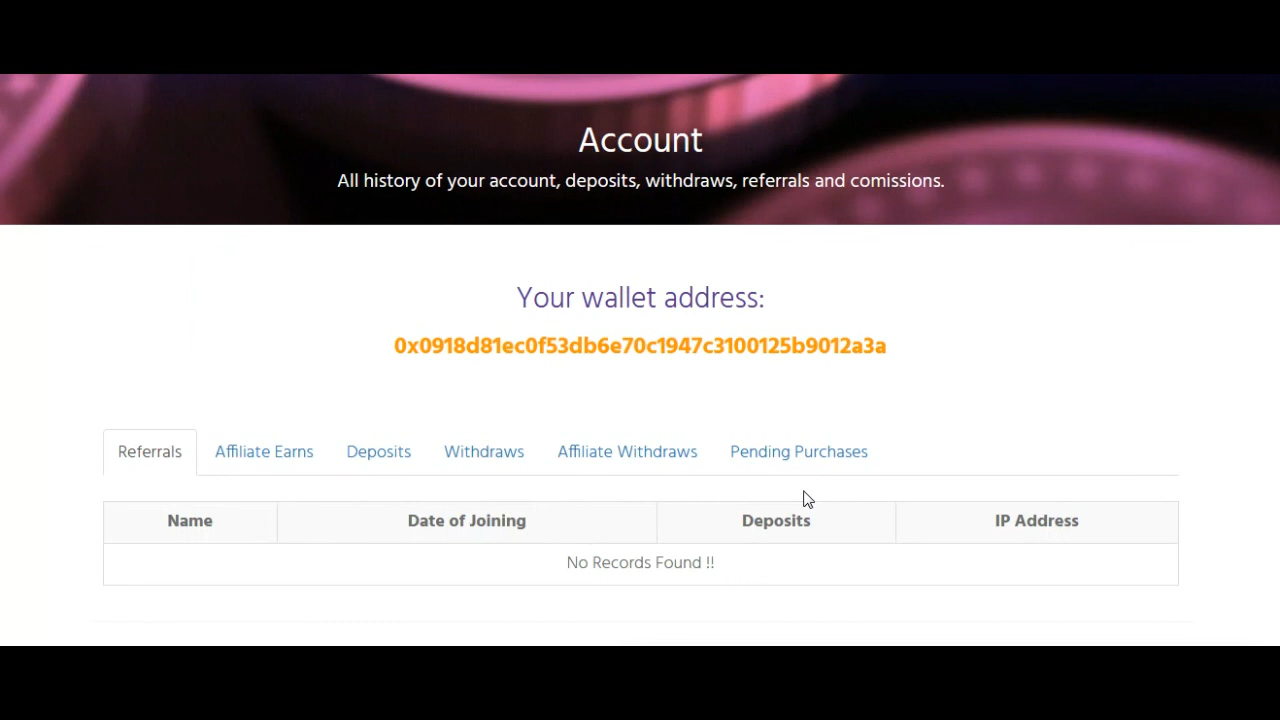 Account
All history of your account, deposits, withdraws, referrals and comissions.
Your wallet address:
0x0918d81ec0f53db6e70c1947c3100125b9012a3a
Referrals Affiliate Earns Deposits Withdraws Affiliate Withdraws Pending Purchases
Name Date of Joining Deposits IP Address
No Records Found !!